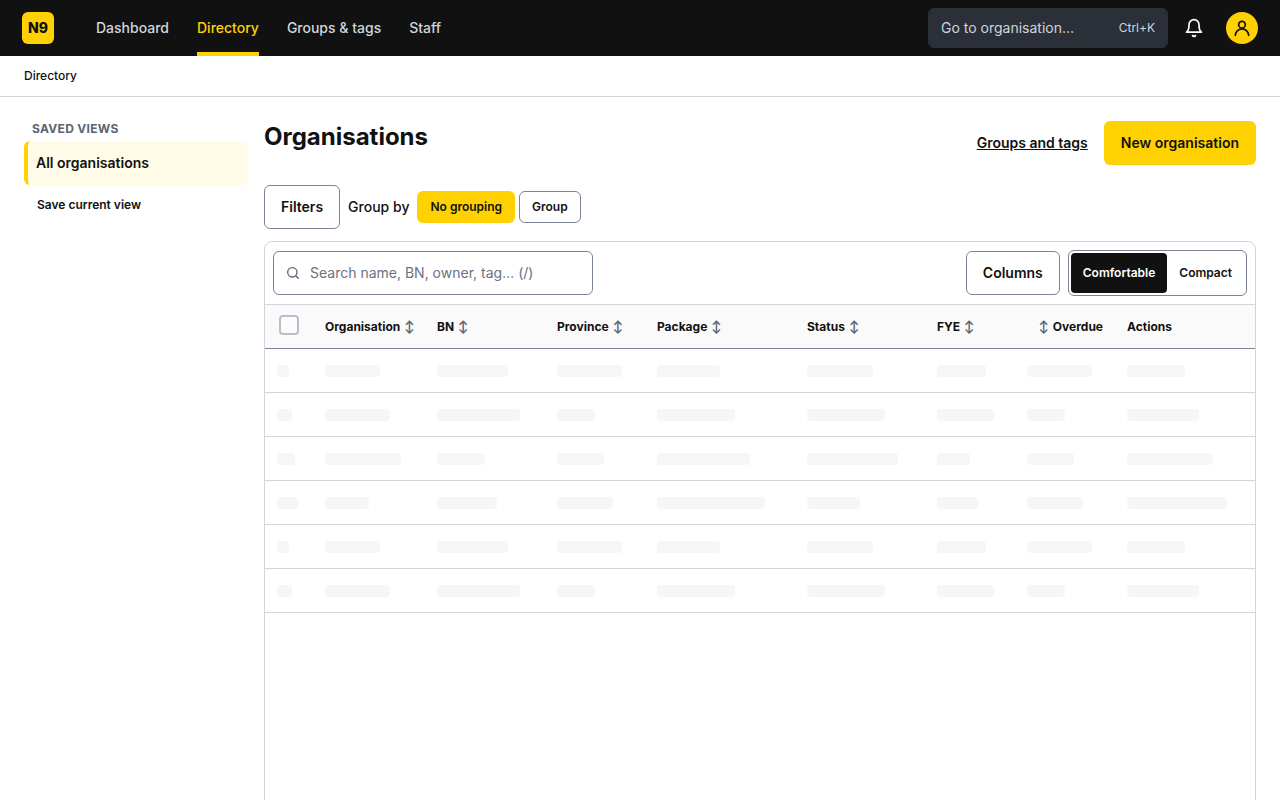 N9 Dashboard Directory Groups & tags Staff Go to organisation... Ctrl+K
Directory
SAVED VIEWS
All organisations
Save current view
Organisations
Groups and tags New organisation
Filters Group by No grouping Group
Search name, BN, owner, tag... (/) Columns Comfortable Compact
Organisation BN Province Package Status FYE Overdue Actions